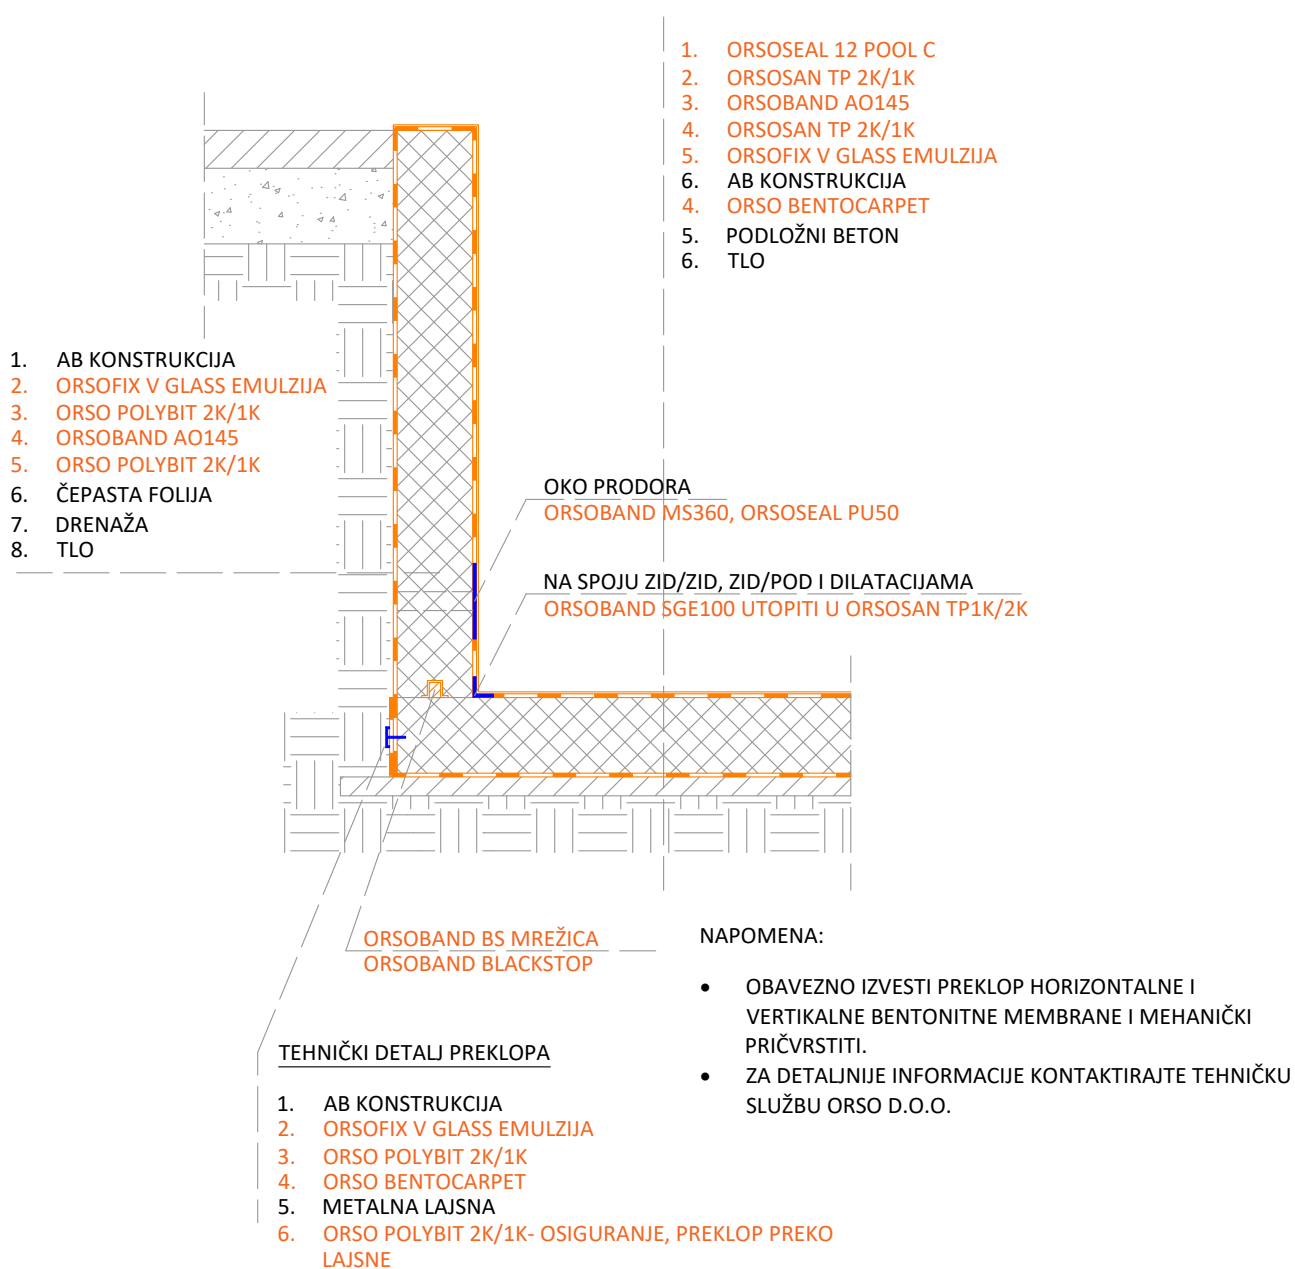 1. ORSOSEAL 12 POOL C
2. ORSOSAN TP 2K/1K
3. ORSOBAND AO145
4. ORSOSAN TP 2K/1K
5. ORSOFIX V GLASS EMULZIJA
6. AB KONSTRUKCIJA
4. ORSO BENTOCARPET
5. PODLOŽNI BETON
6. TLO
1. AB KONSTRUKCIJA
2. ORSOFIX V GLASS EMULZIJA
3. ORSO POLYBIT 2K/1K
4. ORSOBAND AO145
5. ORSO POLYBIT 2K/1K
6. ČEPASTA FOLIJA
7. DRENAŽA
8. TLO
OKO PRODORA
ORSOBAND MS360, ORSOSEAL PU50
NA SPOJU ZID/ZID, ZID/POD I DILATACIJAMA
ORSOBAND SGE100 UTOPITI U ORSOSAN TP1K/2K
ORSOBAND BS MREŽICA
ORSOBAND BLACKSTOP
TEHNIČKI DETALJ PREKLOPA
1. AB KONSTRUKCIJA
2. ORSOFIX V GLASS EMULZIJA
3. ORSO POLYBIT 2K/1K
4. ORSO BENTOCARPET
5. METALNA LAJSNA
6. ORSO POLYBIT 2K/1K- OSIGURANJE, PREKLOP PREKO
LAJSNE
NAPOMENA:
• OBAVEZNO IZVESTI PREKLOP HORIZONTALNE I
VERTIKALNE BENTONITNE MEMBRANE I MEHANIČKI
PRIČVRSTITI.
• ZA DETALJNIJE INFORMACIJE KONTAKTIRAJTE TEHNIČKU
SLUŽBU ORSO D.O.O.